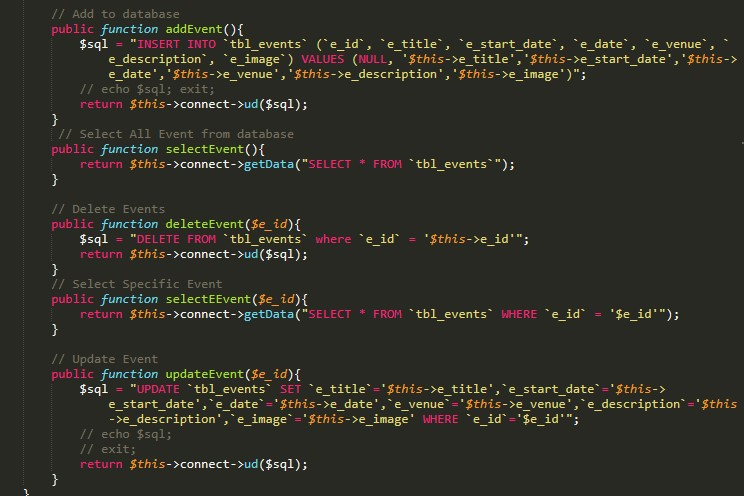 // Add to database
public function addEvent(){
$sql = "INSERT INTO `tbl_events` (`e_id`, `e_title`, `e_start_date`, `e_date`, `e_venue`, `
e_description`, `e_image`) VALUES (NULL, '$this->e_title','$this->e_start_date','$this->
e_date','$this->e_venue','$this->e_description','$this->e_image')";
// echo $sql; exit;
return $this->connect->ud($sql);
}
// Select All Event from database
public function selectEvent(){
return $this->connect->getData("SELECT * FROM `tbl_events`");
}
// Delete Events
public function deleteEvent($e_id){
$sql = "DELETE FROM `tbl_events` where `e_id` = '$this->e_id'";
return $this->connect->ud($sql);
}
// Select Specific Event
public function selectEEvent($e_id){
return $this->connect->getData("SELECT * FROM `tbl_events` WHERE `e_id` = '$e_id'");
}
// Update Event
public function updateEvent($e_id){
$sql = "UPDATE `tbl_events` SET `e_title`='$this->e_title',`e_start_date`='$this->
e_start_date',`e_date`='$this->e_date',`e_venue`='$this->e_venue',`e_description`='$this
->e_description',`e_image`='$this->e_image' WHERE `e_id`='$e_id'";
// echo $sql;
// exit;
return $this->connect->ud($sql);
}
}